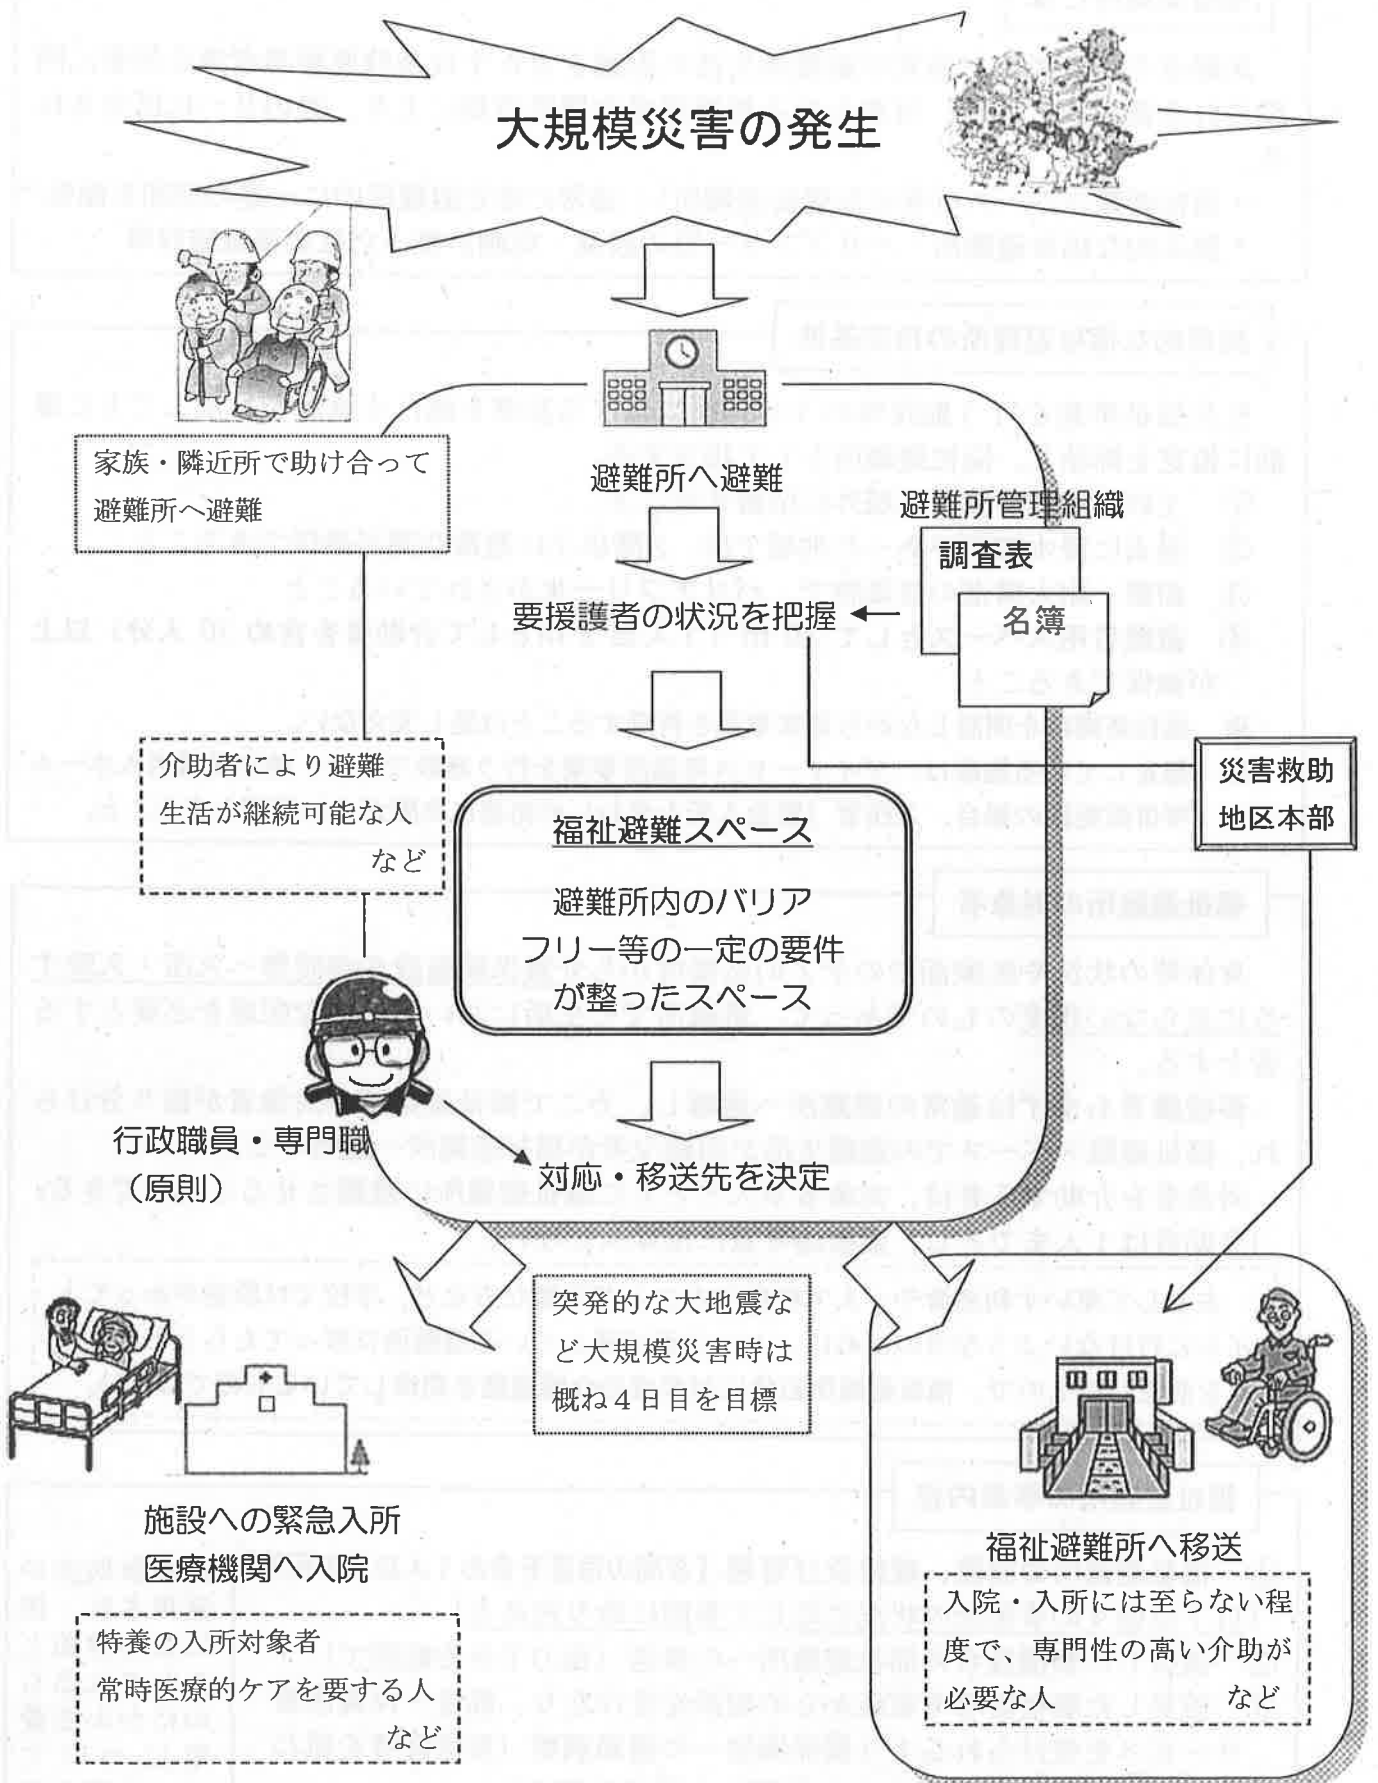 大規模災害の発生
家族・隣近所で助け合って
避難所へ避難
避難所へ避難
避難所管理組織
調査表
名簿
要援護者の状況を把握
介助者により避難
生活が継続可能な人
など
災害救助
地区本部
福祉避難スペース
避難所内のバリア
フリー等の一定の要件
が整ったスペース
行政職員・専門職
（原則）
対応・移送先を決定
突発的な大地震な
ど大規模災害時は
概ね４日目を目標
施設への緊急入所
医療機関へ入院
特養の入所対象者
常時医療的ケアを要する人
など
福祉避難所へ移送
入院・入所には至らない程
度で、専門性の高い介助が
必要な人　など